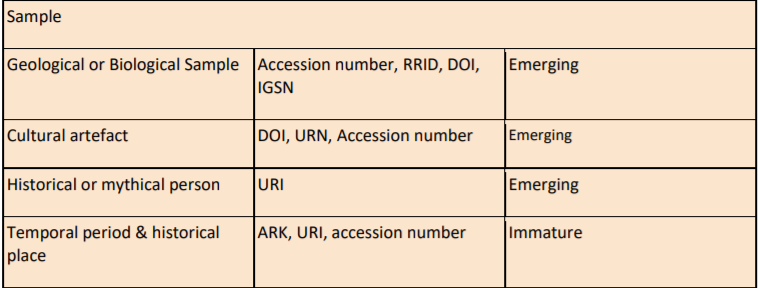 Sample
Geological or Biological Sample
Accession number, RRID, DOI,
IGSN
Emerging
Cultural artefact
DOI, URN, Accession number
Emerging
Historical or mythical person
URI
Emerging
Temporal period & historical
place
ARK, URI, accession number
Immature